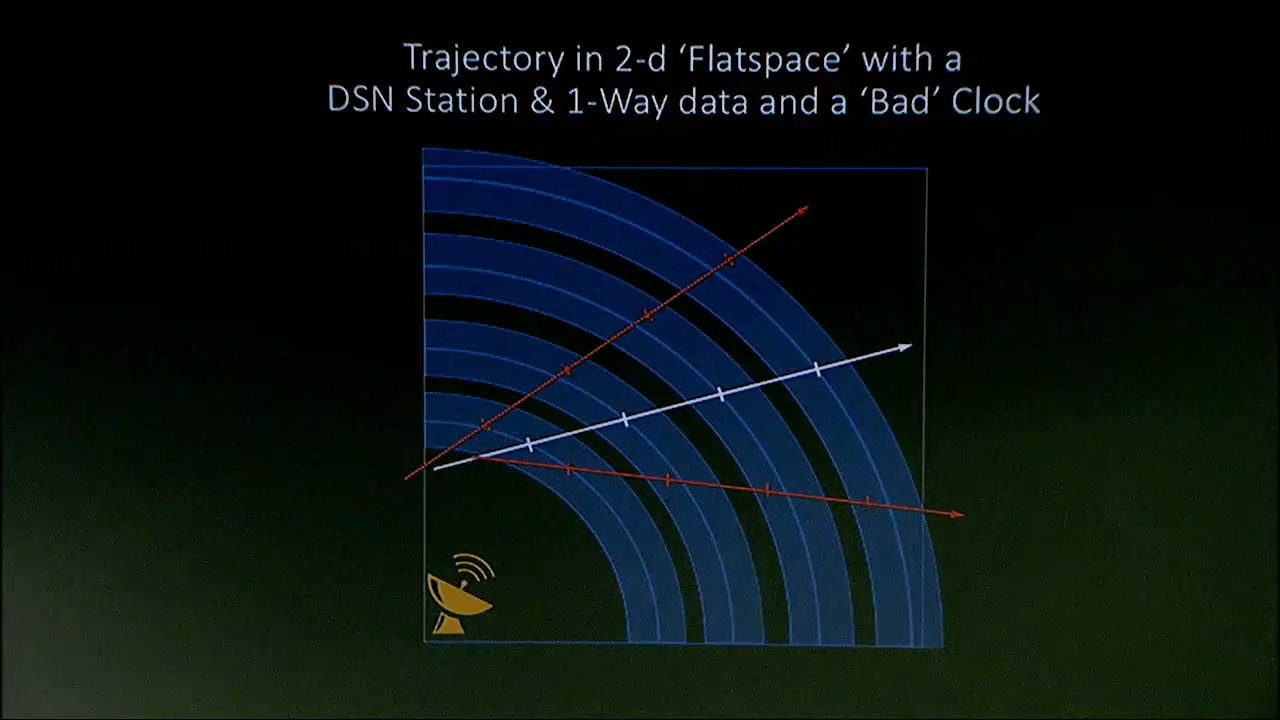 Trajectory in 2-d ‘Flatspace’ with a
DSN Station & 1-Way data and a ‘Bad’ Clock